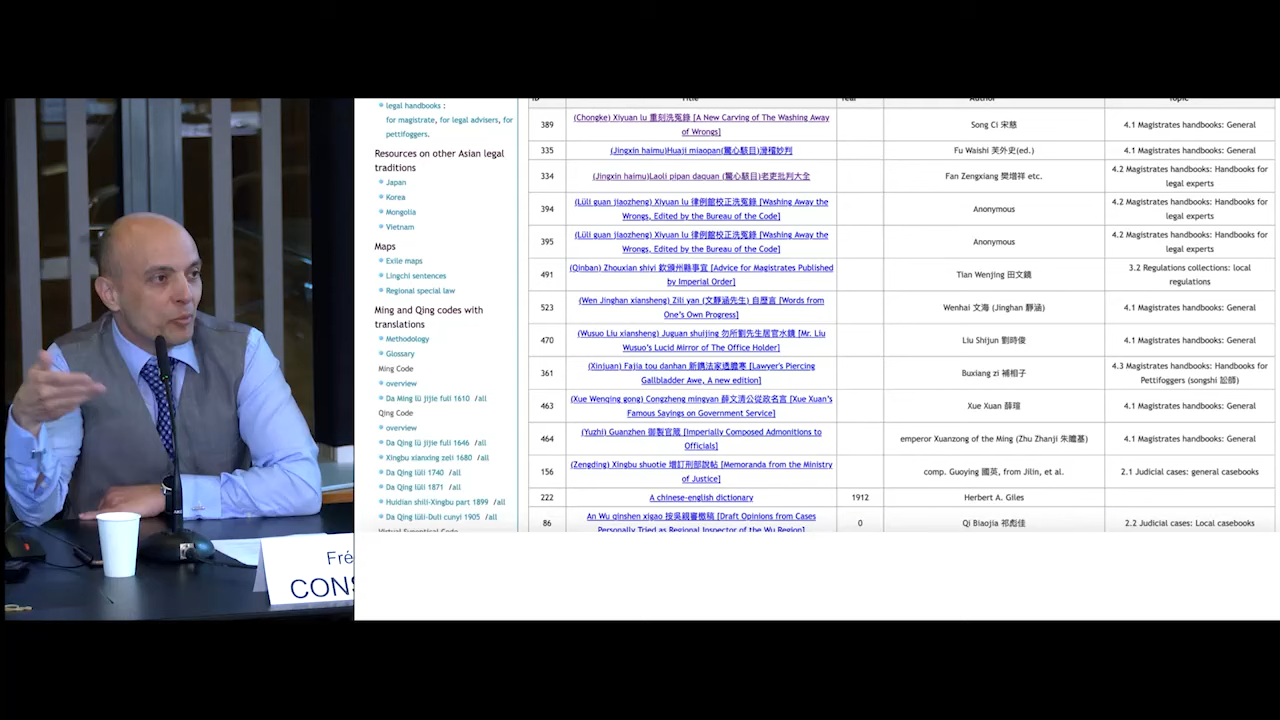 legal handbooks :
for magistrate, for legal advisers, for
pettifoggers.
Resources on other Asian legal
traditions
Japan
Korea
Mongolia
Vietnam
Maps
Exile maps
Lingchi sentences
Regional special law
Ming and Qing codes with
translations
Methodology
Glossary
Ming Code
overview
Da Ming lü jijie fuli 1610 /all
Qing Code
overview
Da Qing lü jijie fuli 1646 /all
Xingbu xianxing zeli 1680 /all
Da Qing lüli 1740 /all
Da Qing lüli 1871 /all
Huidian shili-Xingbu part 1899 /all
Da Qing lüli-Duli cunyi 1905 /all
Virtual Synoptical Code
ID Title Year Author Topic
389 (Chongke) Xiyuan lu 重刻洗冤錄 [A New Carving of The Washing Away
of Wrongs] Song Ci 宋慈 4.1 Magistrates handbooks: General
335 (Jingxin haimu)Huaji miaopan(驚心駭目)滑稽妙判 Fu Waishi 芙外史(ed.) 4.1 Magistrates handbooks: General
334 (Jingxin haimu)Laoli pipan daquan (驚心駭目)老吏批判大全 Fan Zengxiang 樊增祥 etc. 4.2 Magistrates handbooks: Handbooks for
legal experts
394 (Lüli guan jiaozheng) Xiyuan lu 律例館校正洗冤錄 [Washing Away the
Wrongs, Edited by the Bureau of the Code] Anonymous 4.2 Magistrates handbooks: Handbooks for
legal experts
395 (Lüli guan jiaozheng) Xiyuan lu 律例館校正洗冤錄 [Washing Away the
Wrongs, Edited by the Bureau of the Code] Anonymous 4.2 Magistrates handbooks: Handbooks for
legal experts
491 (Qinban) Zhouxian shiyi 欽頒州縣事宜 [Advice for Magistrates Published
by Imperial Order] Tian Wenjing 田文鏡 3.2 Regulations collections: local
regulations
523 (Wen Jinghan xiansheng) Zili yan (文靜涵先生) 自歷言 [Words from
One's Own Progress] Wenhai 文海 (Jinghan 靜涵) 4.1 Magistrates handbooks: General
470 (Wusuo Liu xiansheng) Juguan shuijing 勿所劉先生居官水鏡 [Mr. Liu
Wusuo's Lucid Mirror of The Office Holder] Liu Shijun 劉時俊 4.1 Magistrates handbooks: General
361 (Xinjuan) Fajia tou danhan 新鐫法家透膽寒 [Lawyer's Piercing
Gallbladder Awe, A new edition] Buxiang zi 補相子 4.3 Magistrates handbooks: Handbooks for
Pettifoggers (songshi 訟師)
463 (Xue Wenqing gong) Congzheng mingyan 薛文清公從政名言 [Xue Xuan's
Famous Sayings on Government Service] Xue Xuan 薛瑄 4.1 Magistrates handbooks: General
464 (Yuzhi) Guanzhen 御製官箴 [Imperially Composed Admonitions to
Officials] emperor Xuanzong of the Ming (Zhu Zhanji 朱瞻基) 4.1 Magistrates handbooks: General
156 (Zengding) Xingbu shuotie 增訂刑部說帖 [Memoranda from the Ministry
of Justice] comp. Guoying 國英, from Jilin, et al. 2.1 Judicial cases: general casebooks
222 A chinese-english dictionary 1912 Herbert A. Giles
86 An Wu qinshen xigao 按吳親審檄稿 [Draft Opinions from Cases
Personally Tried as Regional Inspector of the Wu Region] 0 Qi Biaojia 祁彪佳 2.2 Judicial cases: Local casebooks
Fré
CONS